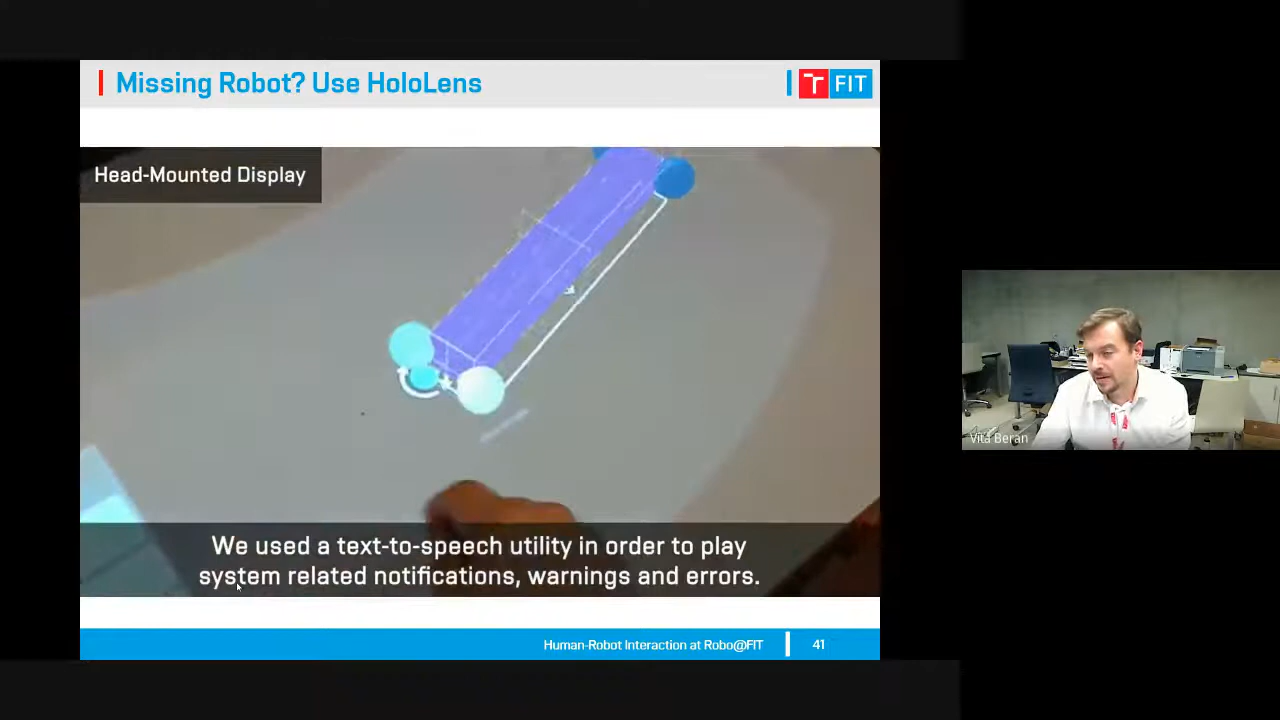 Missing Robot? Use HoloLens
T FIT
Head-Mounted Display
We used a text-to-speech utility in order to play
system related notifications, warnings and errors.
Human-Robot Interaction at Robo@FIT 41
Vita Beran